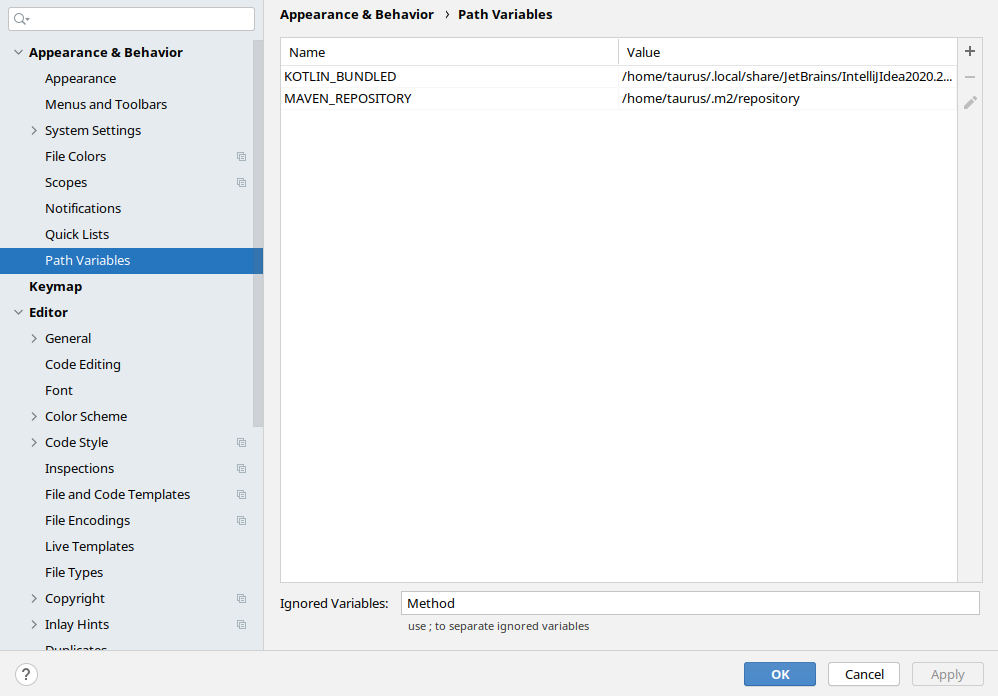 Appearance & Behavior › Path Variables
Appearance & Behavior
Appearance
Menus and Toolbars
System Settings
File Colors
Scopes
Notifications
Quick Lists
Path Variables
Keymap
Editor
General
Code Editing
Font
Color Scheme
Code Style
Inspections
File and Code Templates
File Encodings
Live Templates
File Types
Copyright
Inlay Hints
Duplicates
Name Value
KOTLIN_BUNDLED /home/taurus/.local/share/JetBrains/IntelliJIdea2020.2...
MAVEN_REPOSITORY /home/taurus/.m2/repository
Ignored Variables: Method
use ; to separate ignored variables
? OK Cancel Apply